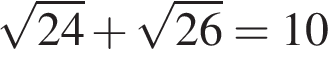 √24 + √26 = 10